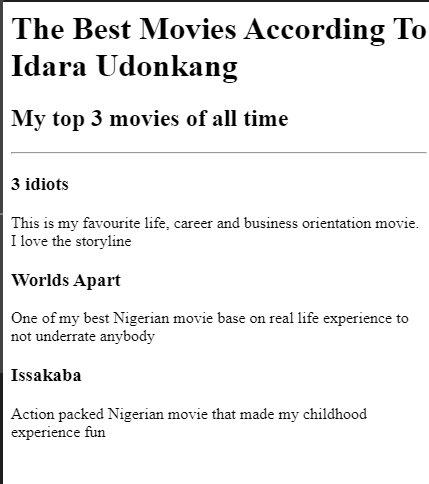 The Best Movies According To
Idara Udonkang
My top 3 movies of all time
3 idiots
This is my favourite life, career and business orientation movie.
I love the storyline
Worlds Apart
One of my best Nigerian movie base on real life experience to
not underrate anybody
Issakaba
Action packed Nigerian movie that made my childhood
experience fun